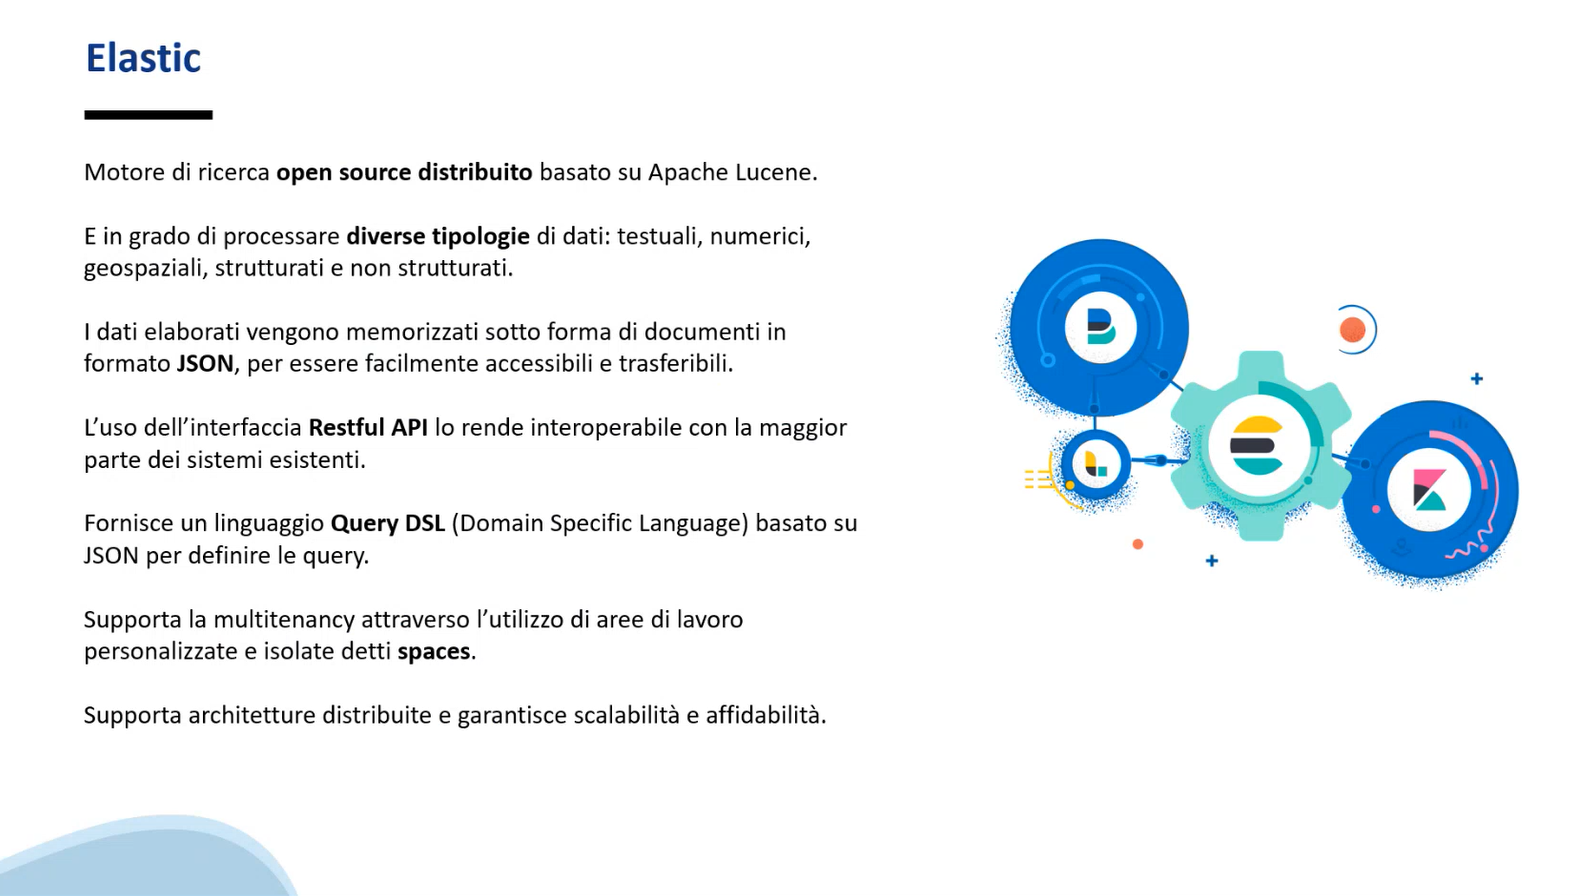 Elastic
Motore di ricerca open source distribuito basato su Apache Lucene.
E in grado di processare diverse tipologie di dati: testuali, numerici,
geospaziali, strutturati e non strutturati.
I dati elaborati vengono memorizzati sotto forma di documenti in
formato JSON, per essere facilmente accessibili e trasferibili.
L’uso dell’interfaccia Restful API lo rende interoperabile con la maggior
parte dei sistemi esistenti.
Fornisce un linguaggio Query DSL (Domain Specific Language) basato su
JSON per definire le query.
Supporta la multitenancy attraverso l’utilizzo di aree di lavoro
personalizzate e isolate detti spaces.
Supporta architetture distribuite e garantisce scalabilità e affidabilità.